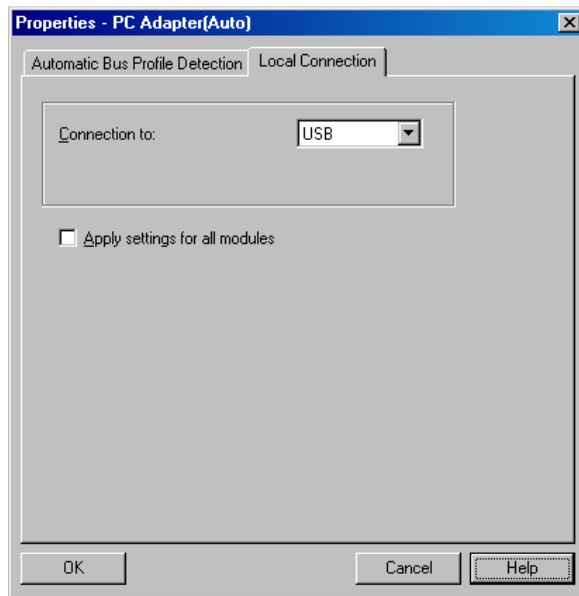 Properties - PC Adapter(Auto)
Automatic Bus Profile Detection Local Connection
Connection to: USB
Apply settings for all modules
OK Cancel Help